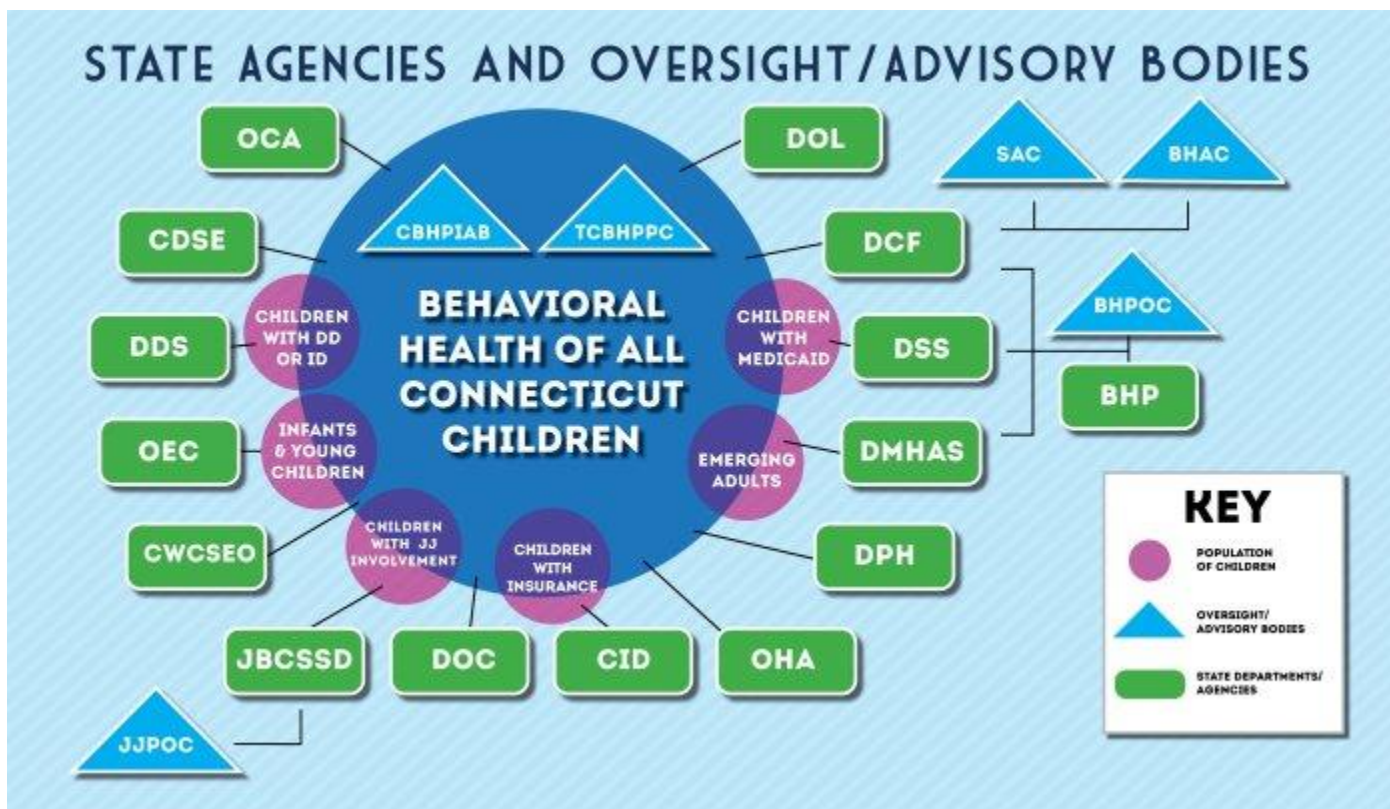 STATE AGENCIES AND OVERSIGHT/ADVISORY BODIES
OCA
DOL
SAC
BHAC
CBHPIAB
TCBHPPC
CDSE
DCF
BEHAVIORAL
HEALTH OF ALL
CONNECTICUT
CHILDREN
CHILDREN
WITH DD
OR ID
CHILDREN
WITH
MEDICAID
BHPOC
DDS
DSS
BHP
OEC
INFANTS
& YOUNG
CHILDREN
EMERGING
ADULTS
DMHAS
CWCSEO
CHILDREN
WITH JJ
INVOLVEMENT
CHILDREN
WITH
INSURANCE
DPH
JBCSSD
DOC
CID
OHA
JJPOC
KEY
POPULATION
OF CHILDREN
OVERSIGHT/
ADVISORY BODIES
STATE DEPARTMENTS/
AGENCIES